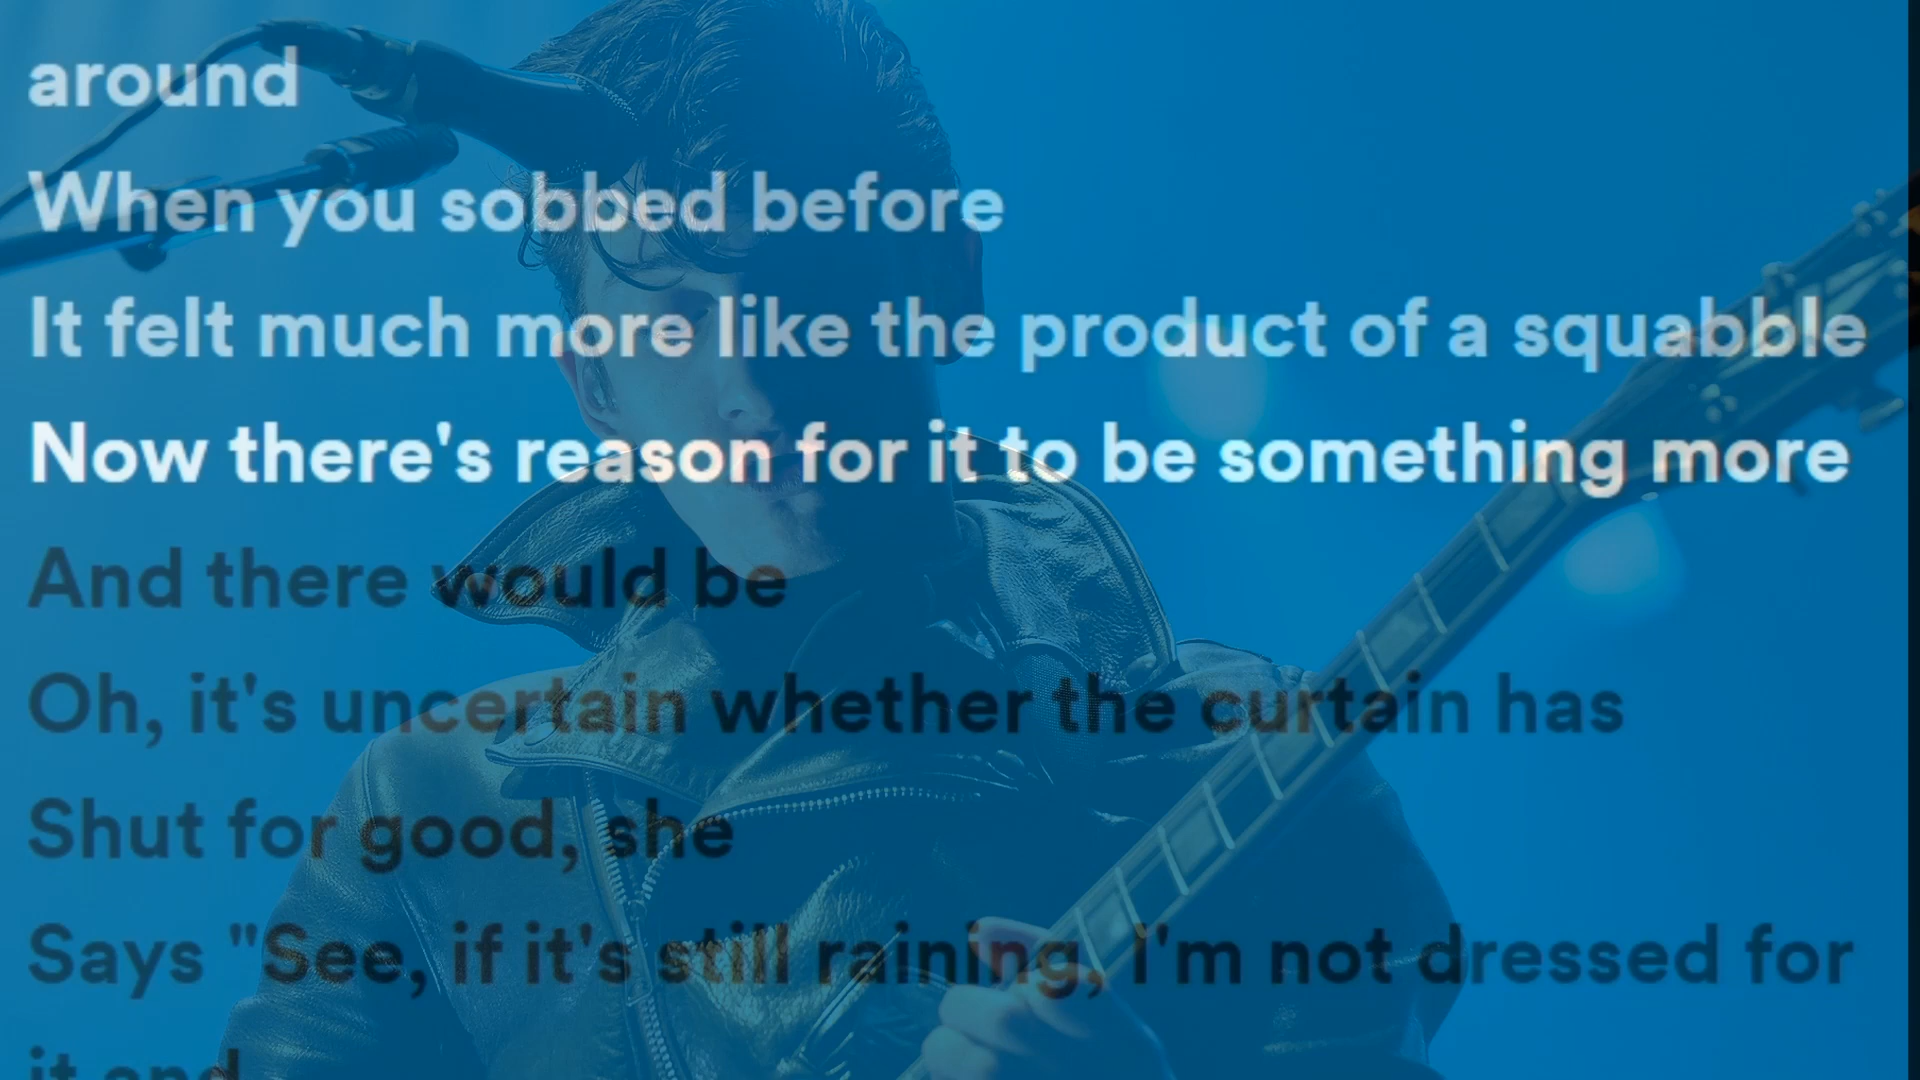 around
When you sobbed before
It felt much more like the product of a squabble
Now there's reason for it to be something more
And there would be
Oh, it's uncertain whether the curtain has
Shut for good, she
Says "See, if it's still raining, I'm not dressed for
it and